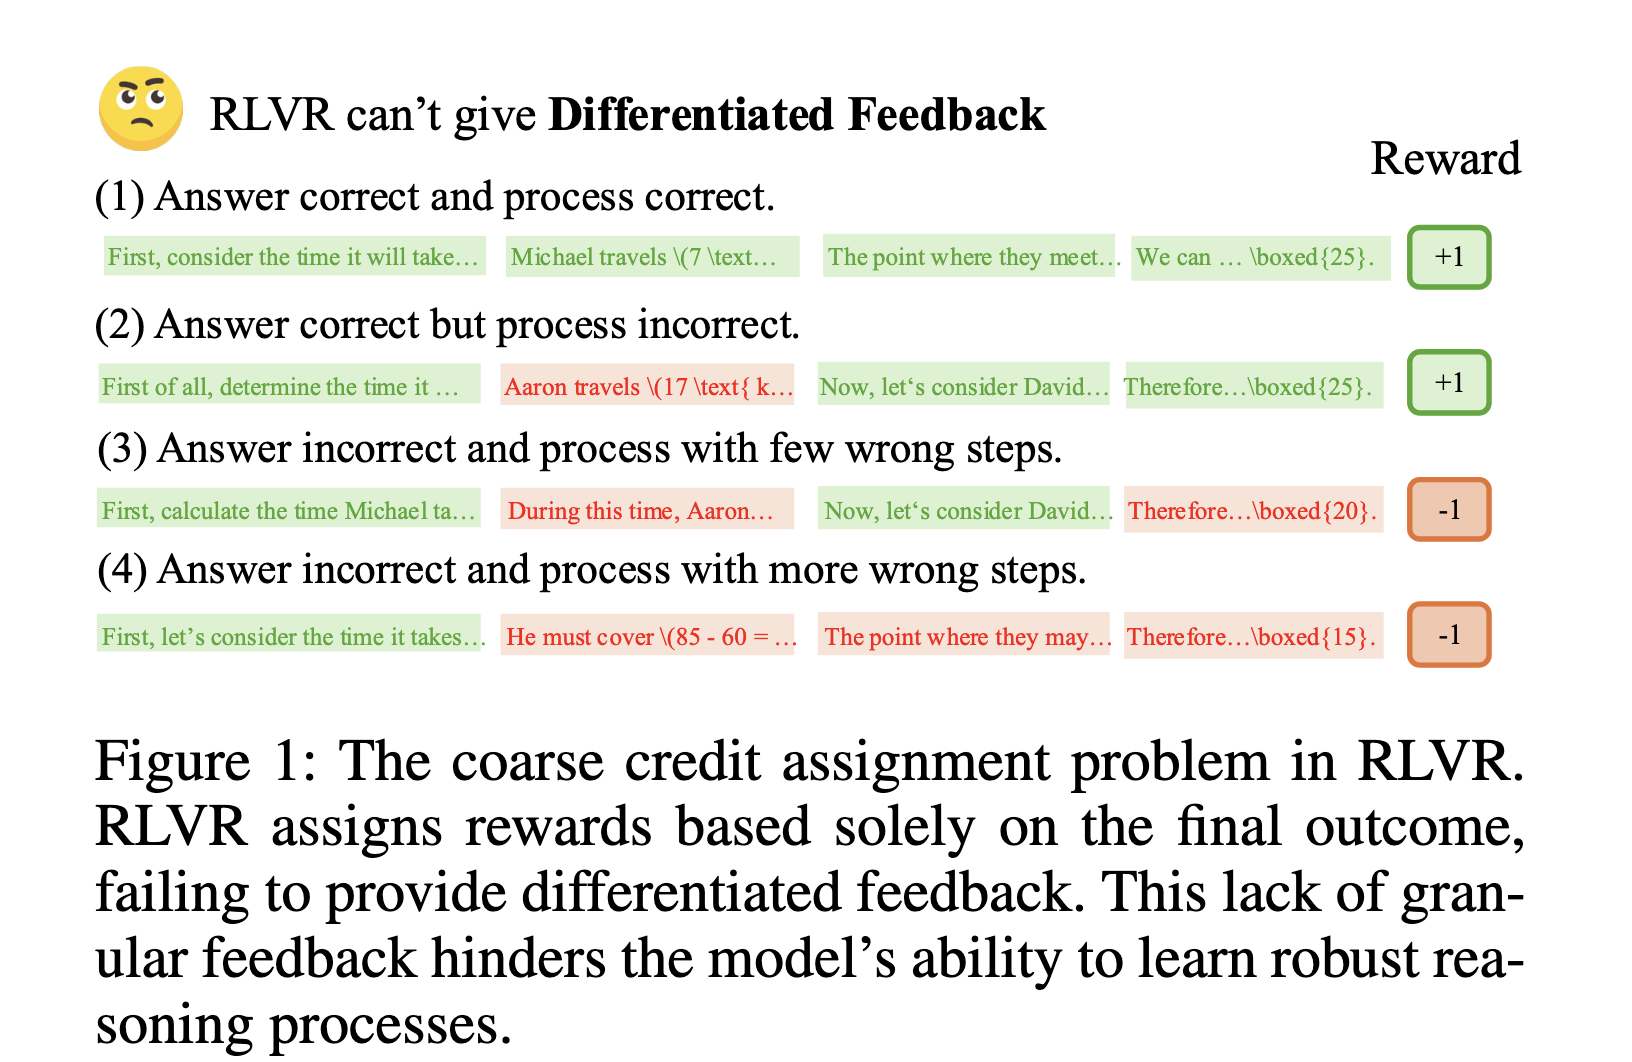 RLVR can’t give Differentiated Feedback
Reward
(1) Answer correct and process correct.
First, consider the time it will take… Michael travels \(7 \text… The point where they meet… We can … \boxed{25}. +1
(2) Answer correct but process incorrect.
First of all, determine the time it … Aaron travels \(17 \text{ k… Now, let‘s consider David… Therefore…\boxed{25}. +1
(3) Answer incorrect and process with few wrong steps.
First, calculate the time Michael ta… During this time, Aaron… Now, let‘s consider David… Therefore…\boxed{20}. -1
(4) Answer incorrect and process with more wrong steps.
First, let’s consider the time it takes… He must cover \(85 - 60 = … The point where they may… Therefore…\boxed{15}. -1
Figure 1: The coarse credit assignment problem in RLVR.
RLVR assigns rewards based solely on the final outcome,
failing to provide differentiated feedback. This lack of gran-
ular feedback hinders the model’s ability to learn robust rea-
soning processes.